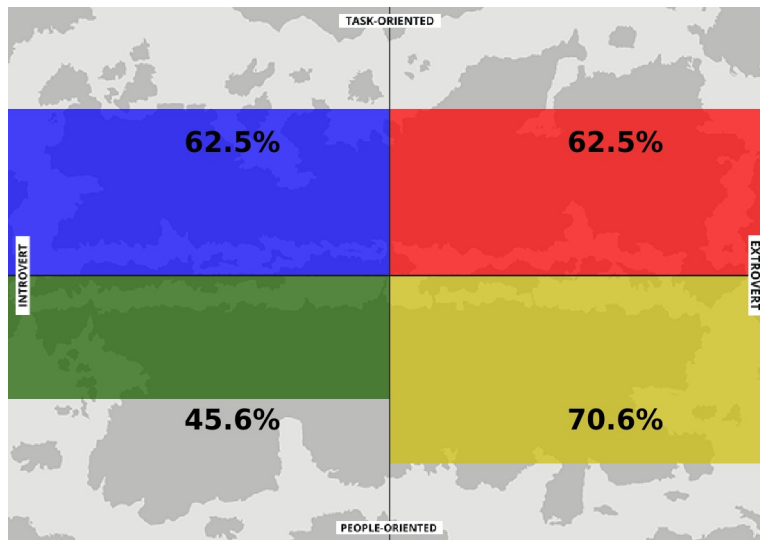 TASK-ORIENTED
62.5%
62.5%
INTROVERT
EXTROVERT
45.6%
70.6%
PEOPLE-ORIENTED